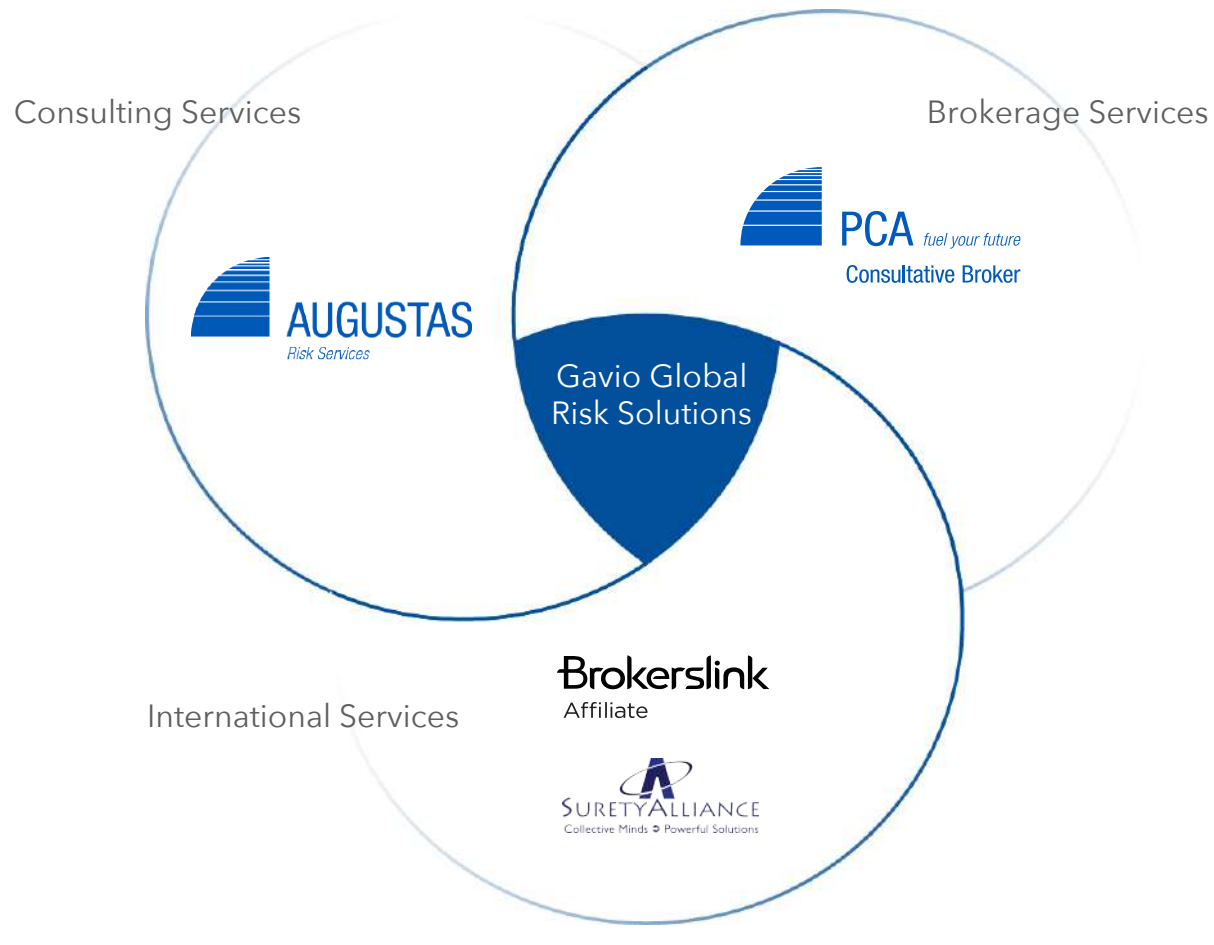 Consulting Services
Brokerage Services
PCA fuel your future
Consultative Broker
AUGUSTAS
Risk Services
Gavio Global
Risk Solutions
Brokerslink
Affiliate
International Services
SURETYALLIANCE
Collective Minds Powerful Solutions